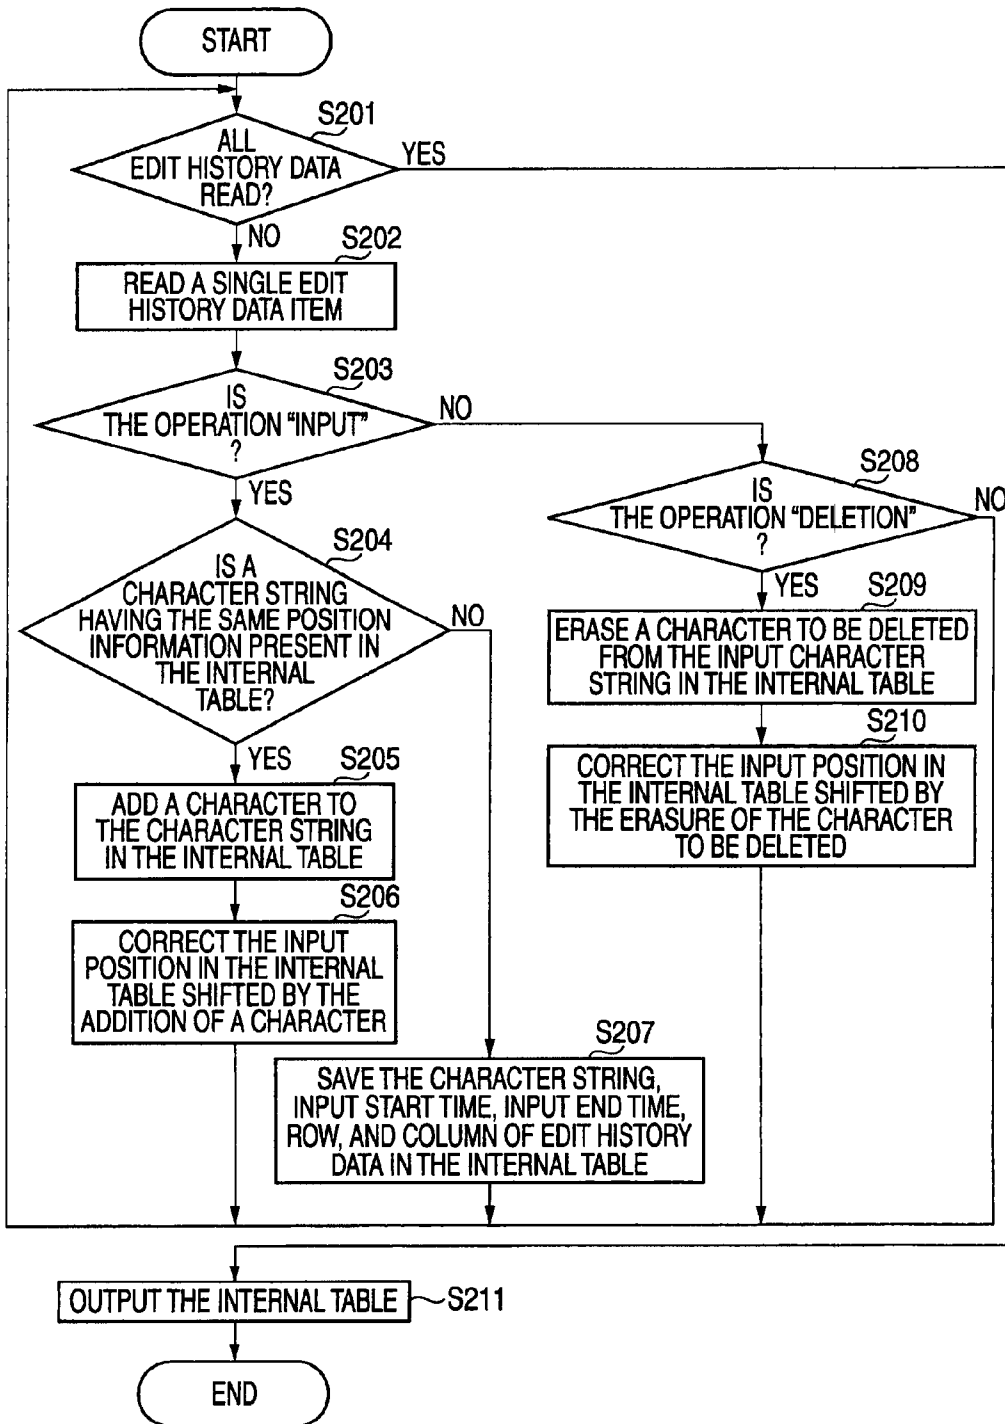 START
S201
ALL
EDIT HISTORY DATA
READ?
YES
NO
S202
READ A SINGLE EDIT
HISTORY DATA ITEM
S203
IS
THE OPERATION “INPUT”
?
NO
YES
S208
IS
THE OPERATION “DELETION”
?
NO
YES
S204
IS A
CHARACTER STRING
HAVING THE SAME POSITION
INFORMATION PRESENT IN
THE INTERNAL
TABLE?
NO
YES
S209
ERASE A CHARACTER TO BE DELETED
FROM THE INPUT CHARACTER
STRING IN THE INTERNAL TABLE
S210
CORRECT THE INPUT POSITION IN
THE INTERNAL TABLE SHIFTED BY
THE ERASURE OF THE CHARACTER
TO BE DELETED
S205
ADD A CHARACTER TO
THE CHARACTER STRING
IN THE INTERNAL TABLE
S206
CORRECT THE INPUT
POSITION IN THE INTERNAL
TABLE SHIFTED BY THE
ADDITION OF A CHARACTER
S207
SAVE THE CHARACTER STRING,
INPUT START TIME, INPUT END TIME,
ROW, AND COLUMN OF EDIT HISTORY
DATA IN THE INTERNAL TABLE
OUTPUT THE INTERNAL TABLE
S211
END